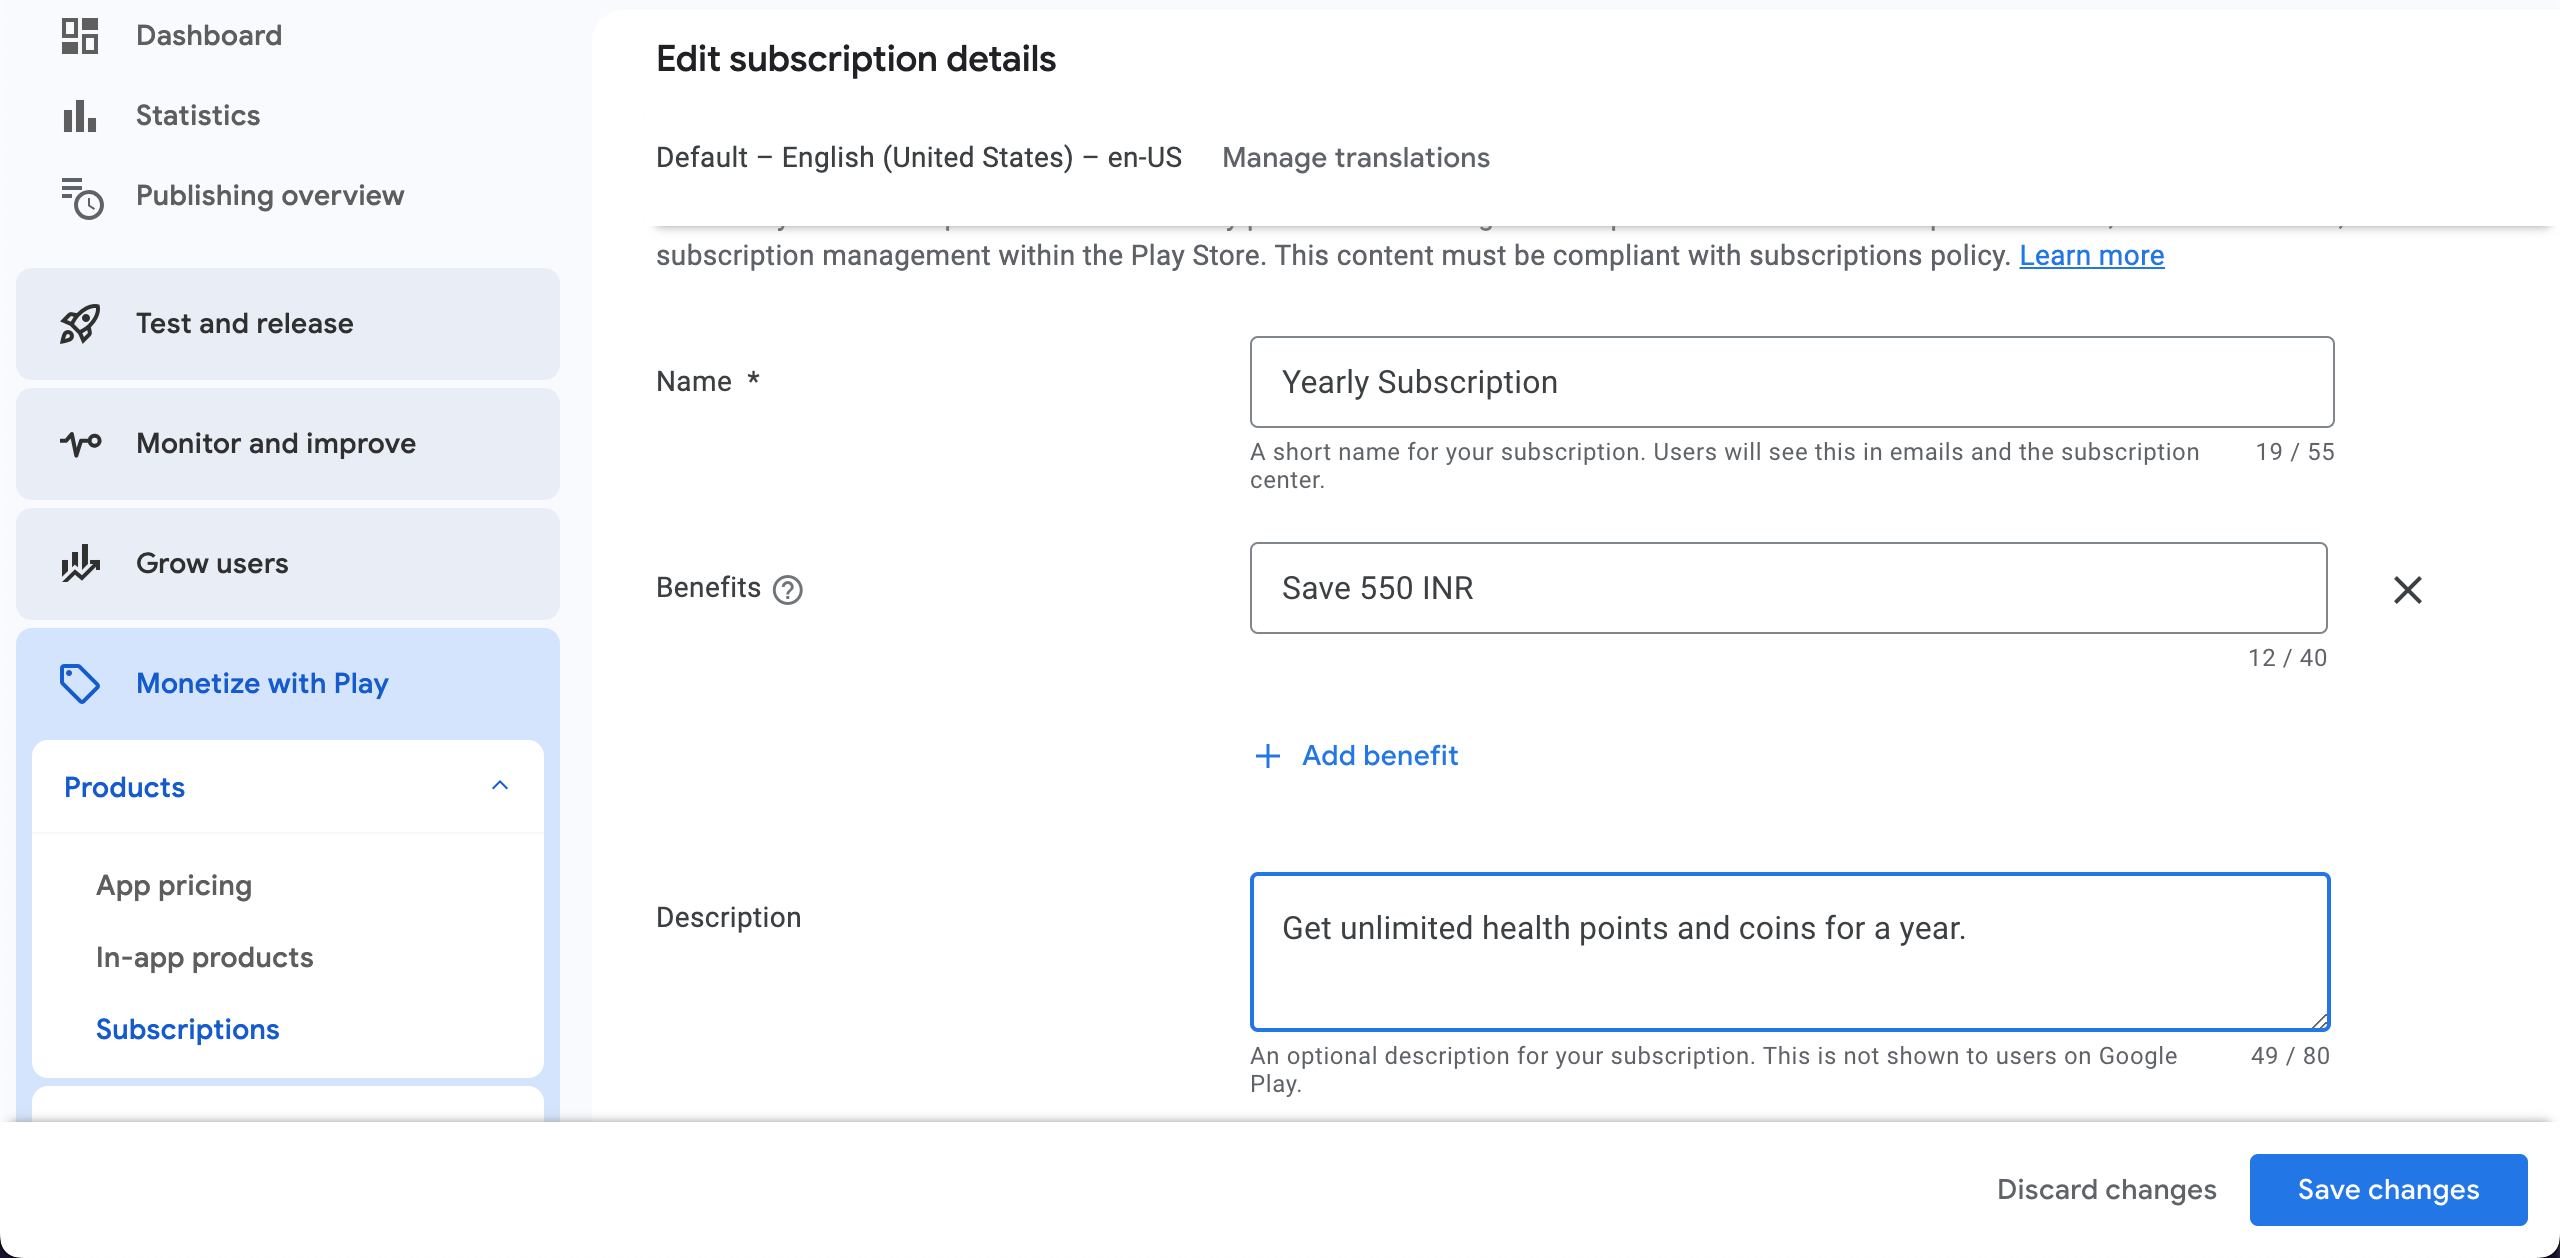 Dashboard
Statistics
Publishing overview
Test and release
Monitor and improve
Grow users
Monetize with Play
Products
App pricing
In-app products
Subscriptions
Edit subscription details
Default – English (United States) – en-US Manage translations
subscription management within the Play Store. This content must be compliant with subscriptions policy. Learn more
Name *
Yearly Subscription
A short name for your subscription. Users will see this in emails and the subscription 19 / 55
center.
Benefits
Save 550 INR
12 / 40
+ Add benefit
Description
Get unlimited health points and coins for a year.
An optional description for your subscription. This is not shown to users on Google 49 / 80
Play.
Discard changes Save changes